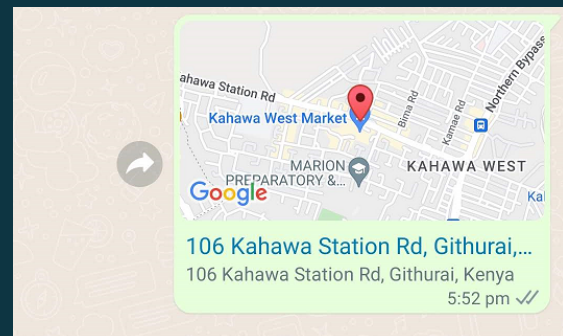 ahawa Station Rd
Northern Bypass
Kahawa West Market
Bima Rd
Kamae Rd
MARION
PREPARATORY &...
KAHAWA WEST
Google
Ka
106 Kahawa Station Rd, Githurai,...
106 Kahawa Station Rd, Githurai, Kenya
5:52 pm